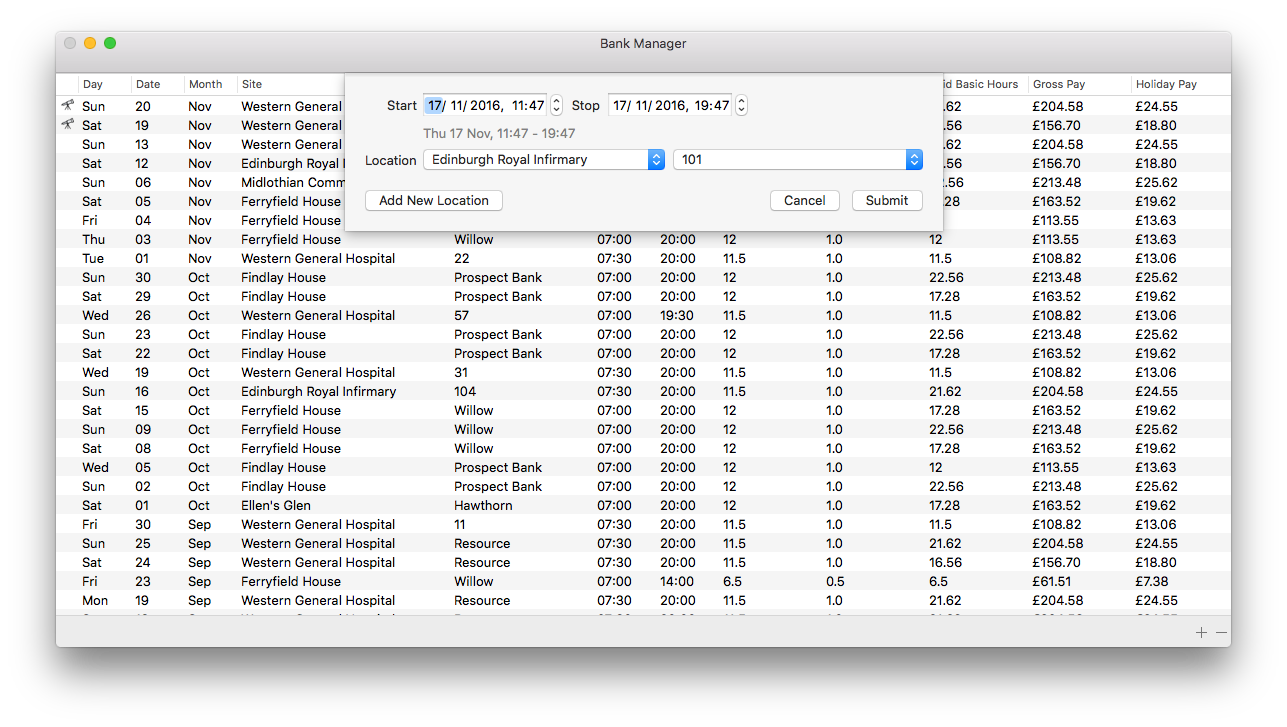 Bank Manager
Day Date Month Site d Basic Hours Gross Pay Holiday Pay
Start 17/ 11/ 2016, 11:47 Stop 17/ 11/ 2016, 19:47
Thu 17 Nov, 11:47 - 19:47
Location Edinburgh Royal Infirmary 101
Add New Location Cancel Submit
Sun 20 Nov Western General .62 £204.58 £24.55
Sat 19 Nov Western General .56 £156.70 £18.80
Sun 13 Nov Western General .62 £204.58 £24.55
Sat 12 Nov Edinburgh Royal .56 £156.70 £18.80
Sun 06 Nov Midlothian Comm .56 £213.48 £25.62
Sat 05 Nov Ferryfield House .28 £163.52 £19.62
Fri 04 Nov Ferryfield House £113.55 £13.63
Thu 03 Nov Ferryfield House Willow 07:00 20:00 12 1.0 12 £113.55 £13.63
Tue 01 Nov Western General Hospital 22 07:30 20:00 11.5 1.0 11.5 £108.82 £13.06
Sun 30 Oct Findlay House Prospect Bank 07:00 20:00 12 1.0 22.56 £213.48 £25.62
Sat 29 Oct Findlay House Prospect Bank 07:00 20:00 12 1.0 17.28 £163.52 £19.62
Wed 26 Oct Western General Hospital 57 07:00 19:30 11.5 1.0 11.5 £108.82 £13.06
Sun 23 Oct Findlay House Prospect Bank 07:00 20:00 12 1.0 22.56 £213.48 £25.62
Sat 22 Oct Findlay House Prospect Bank 07:00 20:00 12 1.0 17.28 £163.52 £19.62
Wed 19 Oct Western General Hospital 31 07:30 20:00 11.5 1.0 11.5 £108.82 £13.06
Sun 16 Oct Edinburgh Royal Infirmary 104 07:30 20:00 11.5 1.0 21.62 £204.58 £24.55
Sat 15 Oct Ferryfield House Willow 07:00 20:00 12 1.0 17.28 £163.52 £19.62
Sun 09 Oct Ferryfield House Willow 07:00 20:00 12 1.0 22.56 £213.48 £25.62
Sat 08 Oct Ferryfield House Willow 07:00 20:00 12 1.0 17.28 £163.52 £19.62
Wed 05 Oct Findlay House Prospect Bank 07:00 20:00 12 1.0 12 £113.55 £13.63
Sun 02 Oct Findlay House Prospect Bank 07:00 20:00 12 1.0 22.56 £213.48 £25.62
Sat 01 Oct Ellen's Glen Hawthorn 07:00 20:00 12 1.0 17.28 £163.52 £19.62
Fri 30 Sep Western General Hospital 11 07:30 20:00 11.5 1.0 11.5 £108.82 £13.06
Sun 25 Sep Western General Hospital Resource 07:30 20:00 11.5 1.0 21.62 £204.58 £24.55
Sat 24 Sep Western General Hospital Resource 07:30 20:00 11.5 1.0 16.56 £156.70 £18.80
Fri 23 Sep Ferryfield House Willow 07:00 14:00 6.5 0.5 6.5 £61.51 £7.38
Mon 19 Sep Western General Hospital Resource 07:30 20:00 11.5 1.0 21.62 £204.58 £24.55